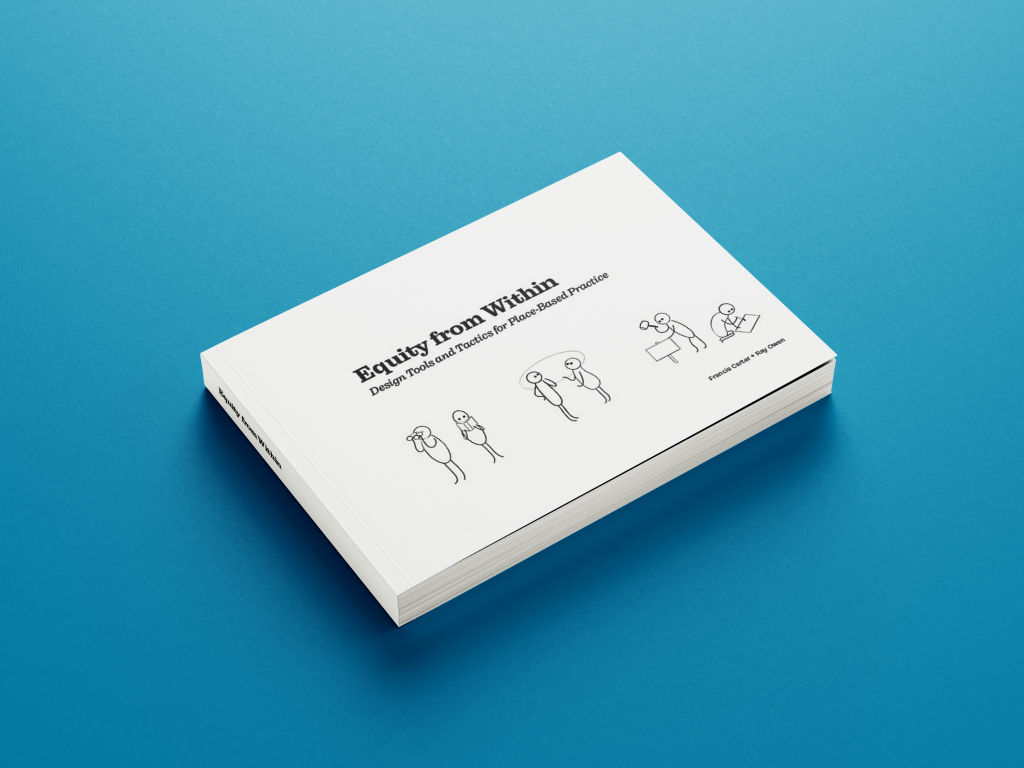 Equity from Within
Design Tools and Tactics for Place-Based Practice
Francis Carter + Ray Owen
Equity from Within